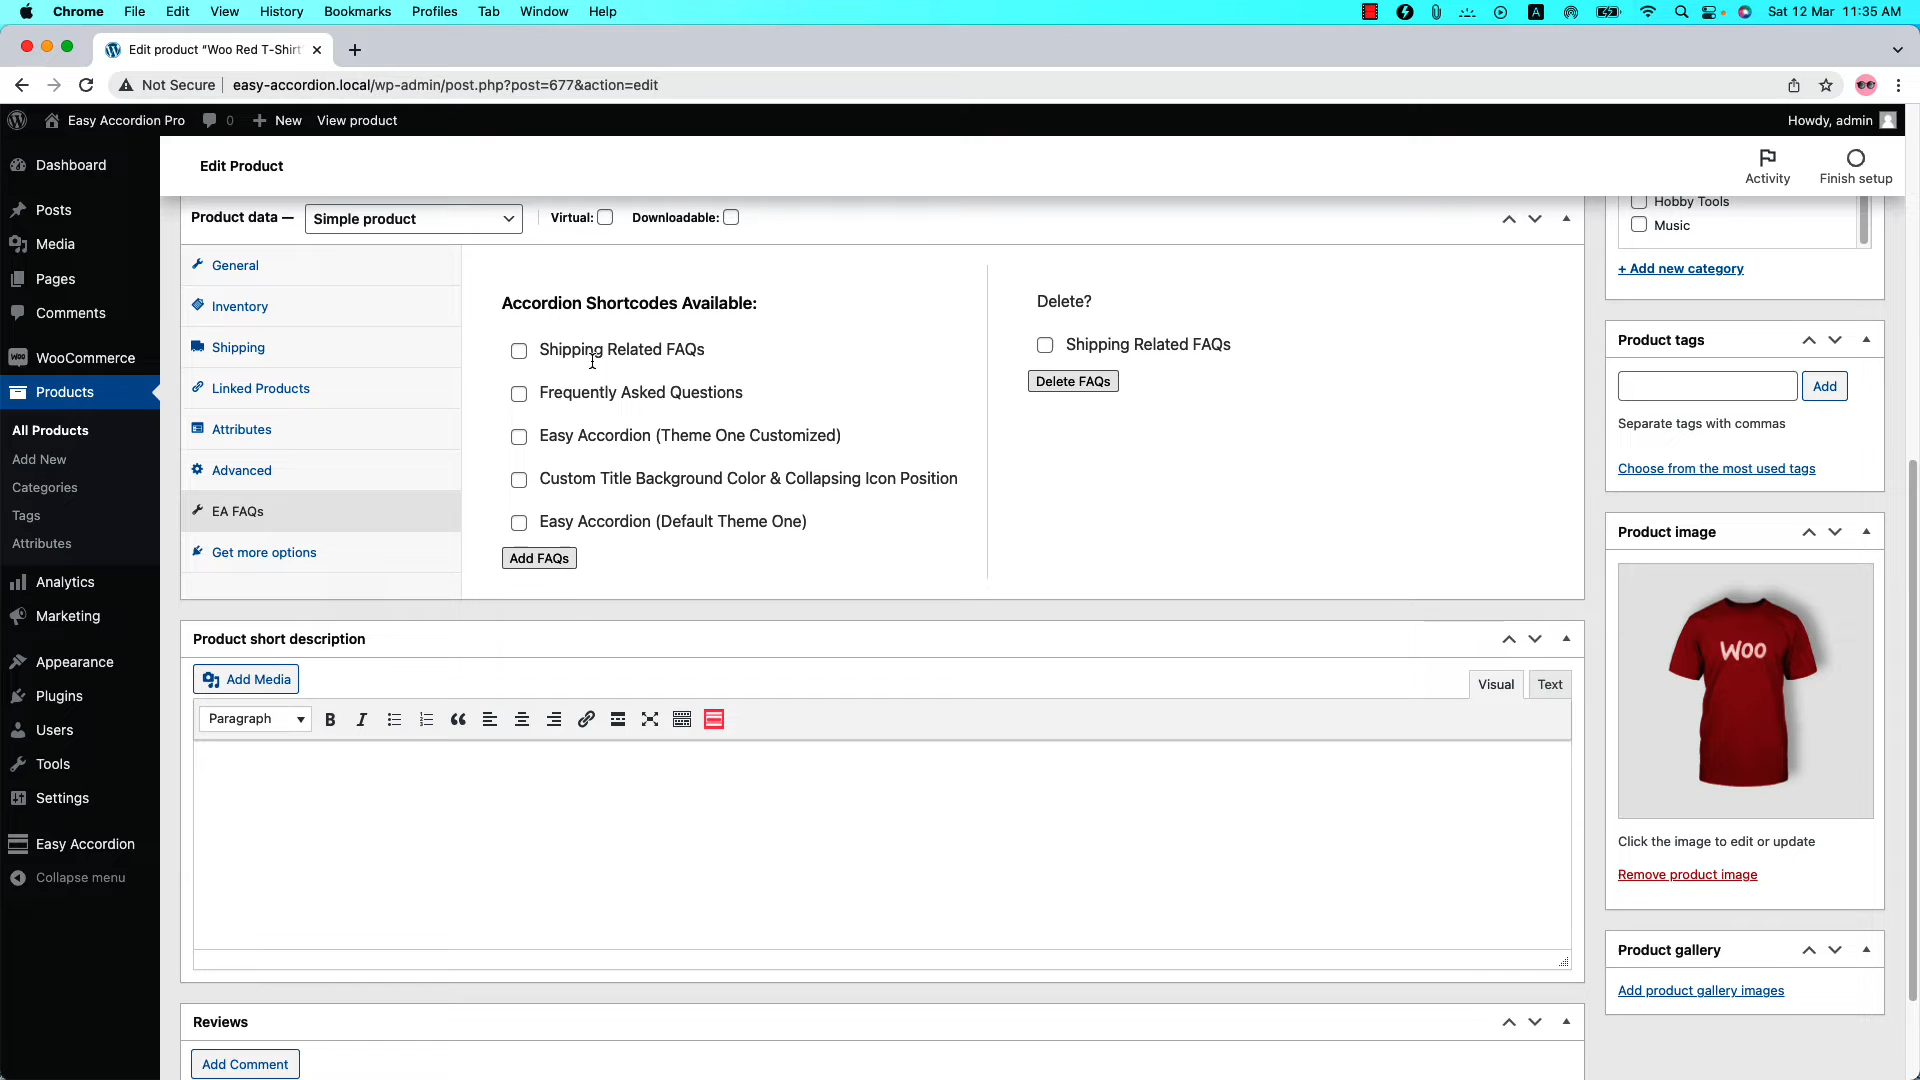 Chrome File Edit View History Bookmarks Profiles Tab Window Help A Sat 12 Mar 11:35 AM
Edit product “Woo Red T-Shirt
Not Secure easy-accordion.local/wp-admin/post.php?post=677&action=edit
Easy Accordion Pro 0 New View product Howdy, admin
Edit Product
Activity
Finish setup
Dashboard
Posts
Media
Pages
Comments
WooCommerce
Products
All Products
Add New
Categories
Tags
Attributes
Analytics
Marketing
Appearance
Plugins
Users
Tools
Settings
Easy Accordion
Collapse menu
Product data — Simple product Virtual: Downloadable:
General
Inventory
Shipping
Linked Products
Attributes
Advanced
EA FAQs
Get more options
Accordion Shortcodes Available:
Shipping Related FAQs
Frequently Asked Questions
Easy Accordion (Theme One Customized)
Custom Title Background Color & Collapsing Icon Position
Easy Accordion (Default Theme One)
Add FAQs
Delete?
Shipping Related FAQs
Delete FAQs
Product short description
Add Media
Visual Text
Paragraph B I
Reviews
Add Comment
Hobby Tools
Music
+ Add new category
Product tags
Add
Separate tags with commas
Choose from the most used tags
Product image
WOO
Click the image to edit or update
Remove product image
Product gallery
Add product gallery images